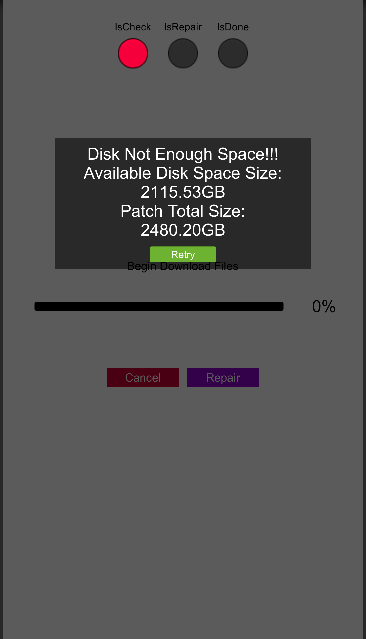 IsCheck IsRepair IsDone
Disk Not Enough Space!!!
Available Disk Space Size:
2115.53GB
Patch Total Size:
2480.20GB
Retry
Begin Download Files
0%
Cancel Repair